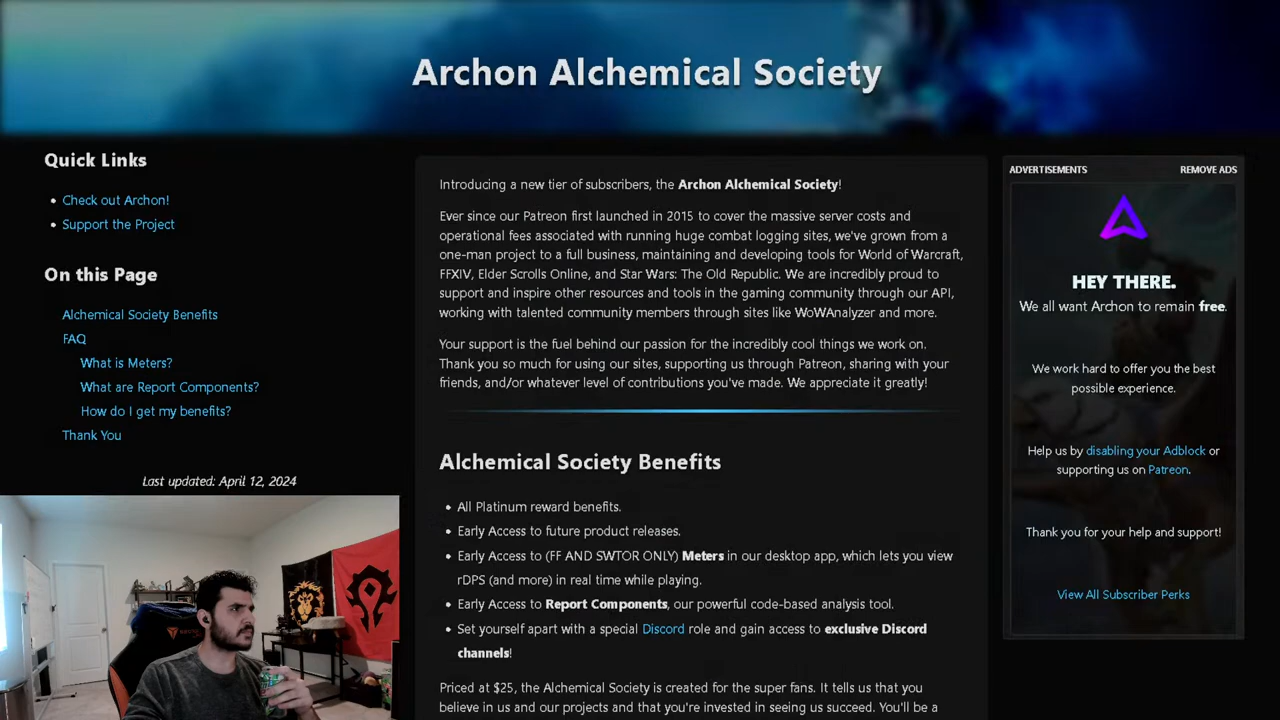 Archon Alchemical Society
Quick Links
Check out Archon!
Support the Project
On this Page
Alchemical Society Benefits
FAQ
What is Meters?
What are Report Components?
How do I get my benefits?
Thank You
Last updated: April 12, 2024
Introducing a new tier of subscribers, the Archon Alchemical Society!
Ever since our Patreon first launched in 2015 to cover the massive server costs and
operational fees associated with running huge combat logging sites, we've grown from a
one-man project to a full business, maintaining and developing tools for World of Warcraft,
FFXIV, Elder Scrolls Online, and Star Wars: The Old Republic. We are incredibly proud to
support and inspire other resources and tools in the gaming community through our API,
working with talented community members through sites like WoWAnalyzer and more.
Your support is the fuel behind our passion for the incredibly cool things we work on.
Thank you so much for using our sites, supporting us through Patreon, sharing with your
friends, and/or whatever level of contributions you've made. We appreciate it greatly!
Alchemical Society Benefits
All Platinum reward benefits.
Early Access to future product releases.
Early Access to (FF AND SWTOR ONLY) Meters in our desktop app, which lets you view
rDPS (and more) in real time while playing.
Early Access to Report Components, our powerful code-based analysis tool.
Set yourself apart with a special Discord role and gain access to exclusive Discord
channels!
Priced at $25, the Alchemical Society is created for the super fans. It tells us that you
believe in us and our projects and that you're invested in seeing us succeed. You'll be a
ADVERTISEMENTS
REMOVE ADS
HEY THERE.
We all want Archon to remain free.
We work hard to offer you the best
possible experience.
Help us by disabling your Adblock or
supporting us on Patreon.
Thank you for your help and support!
View All Subscriber Perks